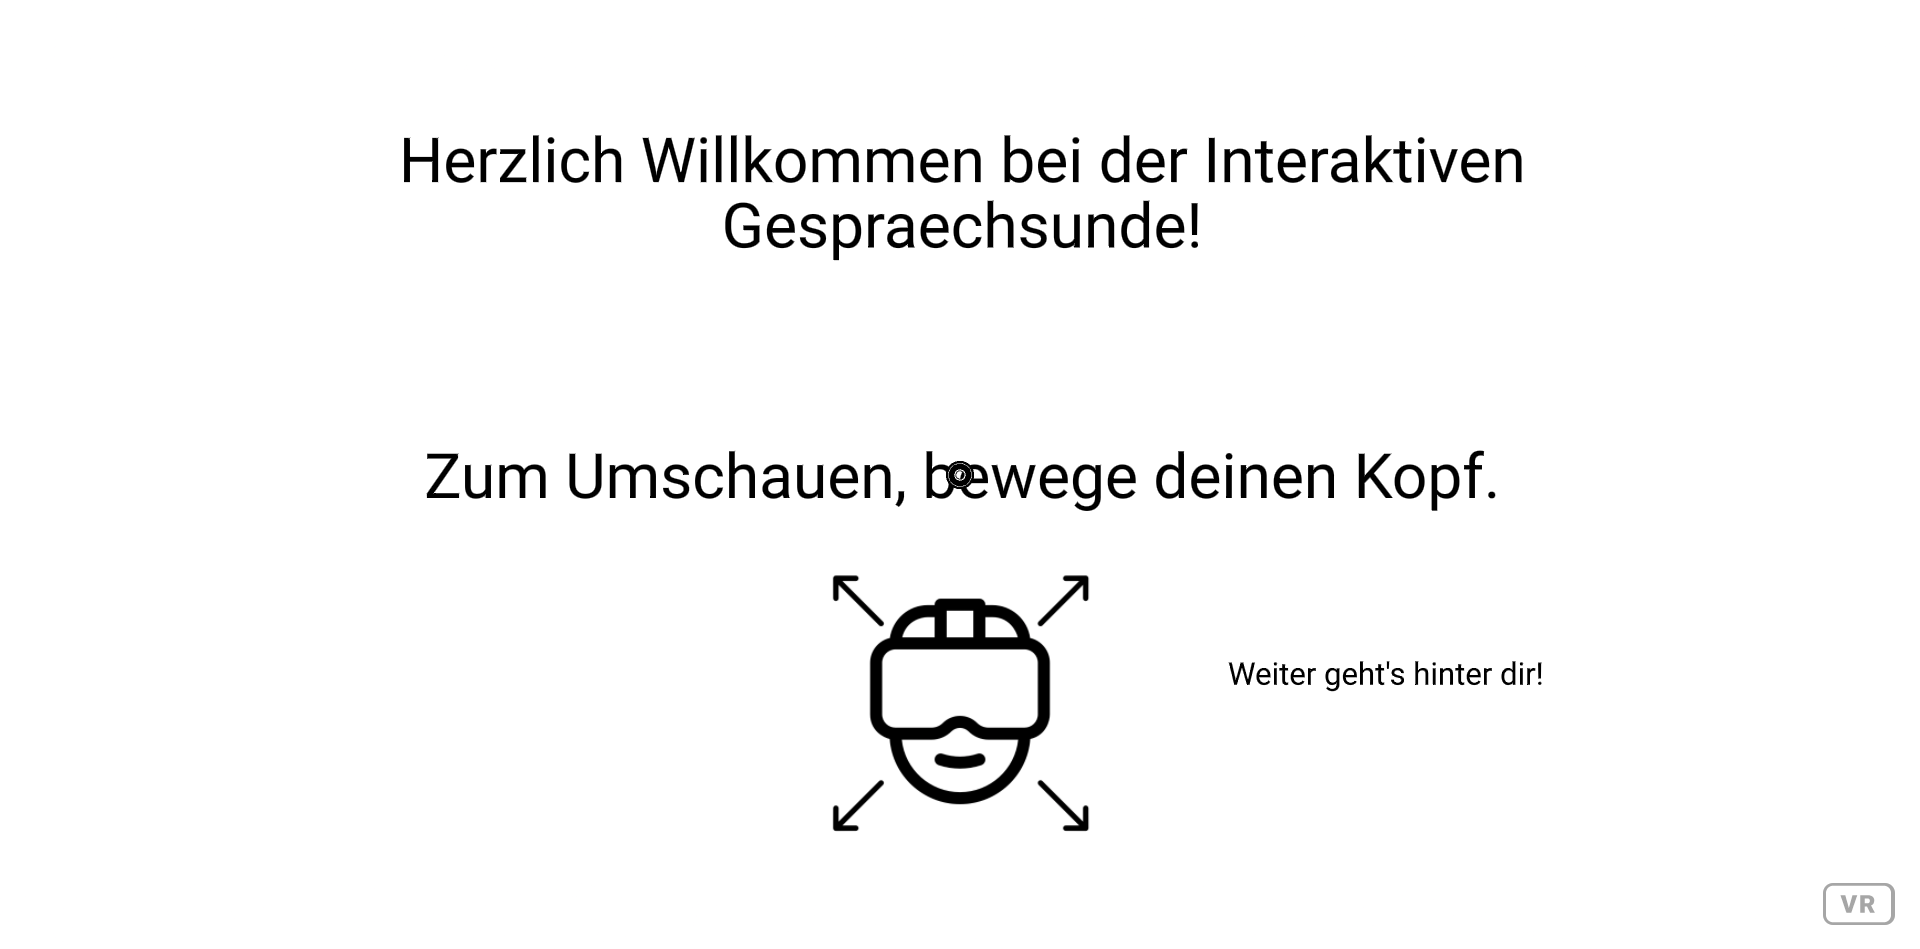 Herzlich Willkommen bei der Interaktiven
Gespraechsunde!
Zum Umschauen, bewege deinen Kopf.
Weiter geht's hinter dir!
VR